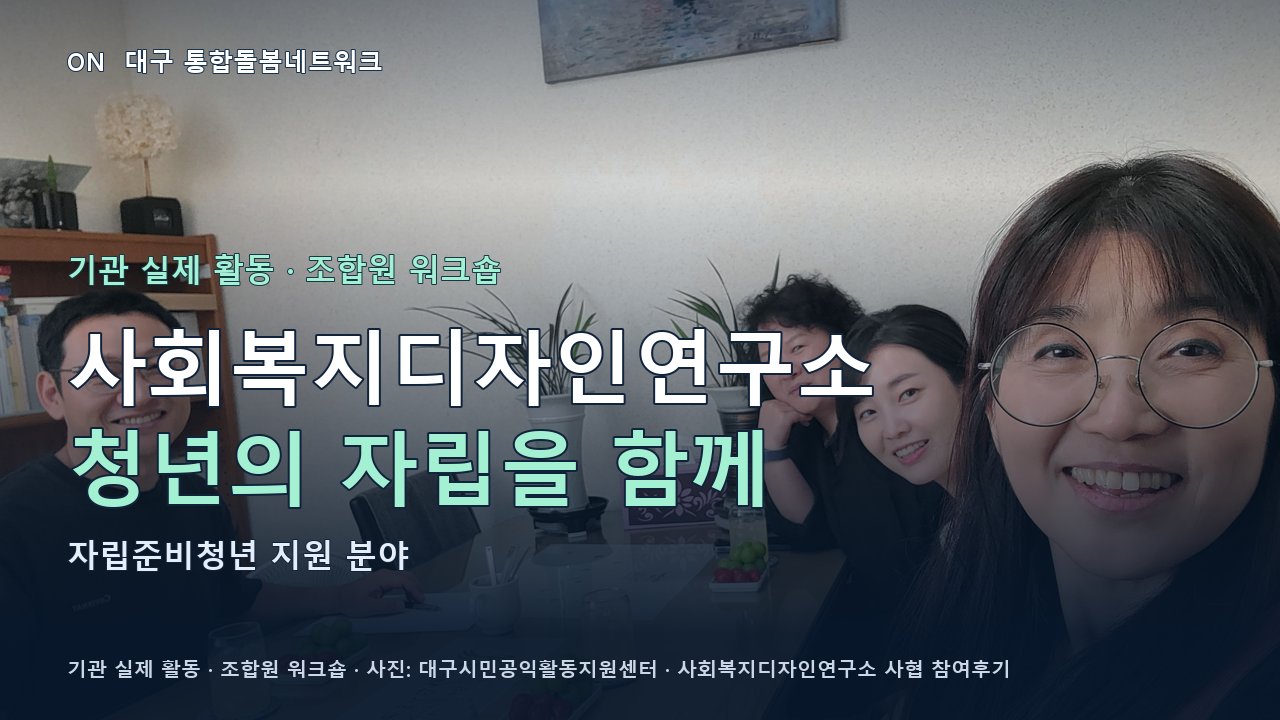 ON 대구 통합돌봄네트워크
기관 실제 활동 · 조합원 워크숍
사회복지디자인연구소
청년의 자립을 함께
자립준비청년 지원 분야
기관 실제 활동 · 조합원 워크숍 · 사진: 대구시민공익활동지원센터 · 사회복지디자인연구소 사협 참여후기